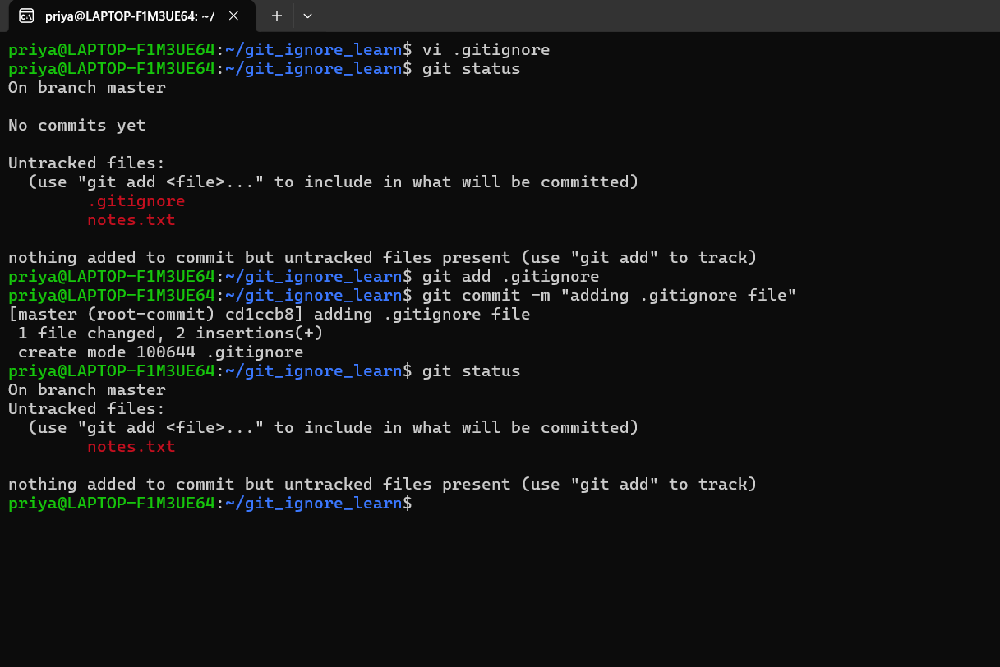 priya@LAPTOP-F1M3UE64: ~/
priya@LAPTOP-F1M3UE64:~/git_ignore_learn$ vi .gitignore
priya@LAPTOP-F1M3UE64:~/git_ignore_learn$ git status
On branch master
No commits yet
Untracked files:
  (use "git add <file>..." to include in what will be committed)
        .gitignore
        notes.txt
nothing added to commit but untracked files present (use "git add" to track)
priya@LAPTOP-F1M3UE64:~/git_ignore_learn$ git add .gitignore
priya@LAPTOP-F1M3UE64:~/git_ignore_learn$ git commit -m "adding .gitignore file"
[master (root-commit) cd1ccb8] adding .gitignore file
 1 file changed, 2 insertions(+)
 create mode 100644 .gitignore
priya@LAPTOP-F1M3UE64:~/git_ignore_learn$ git status
On branch master
Untracked files:
  (use "git add <file>..." to include in what will be committed)
        notes.txt
nothing added to commit but untracked files present (use "git add" to track)
priya@LAPTOP-F1M3UE64:~/git_ignore_learn$